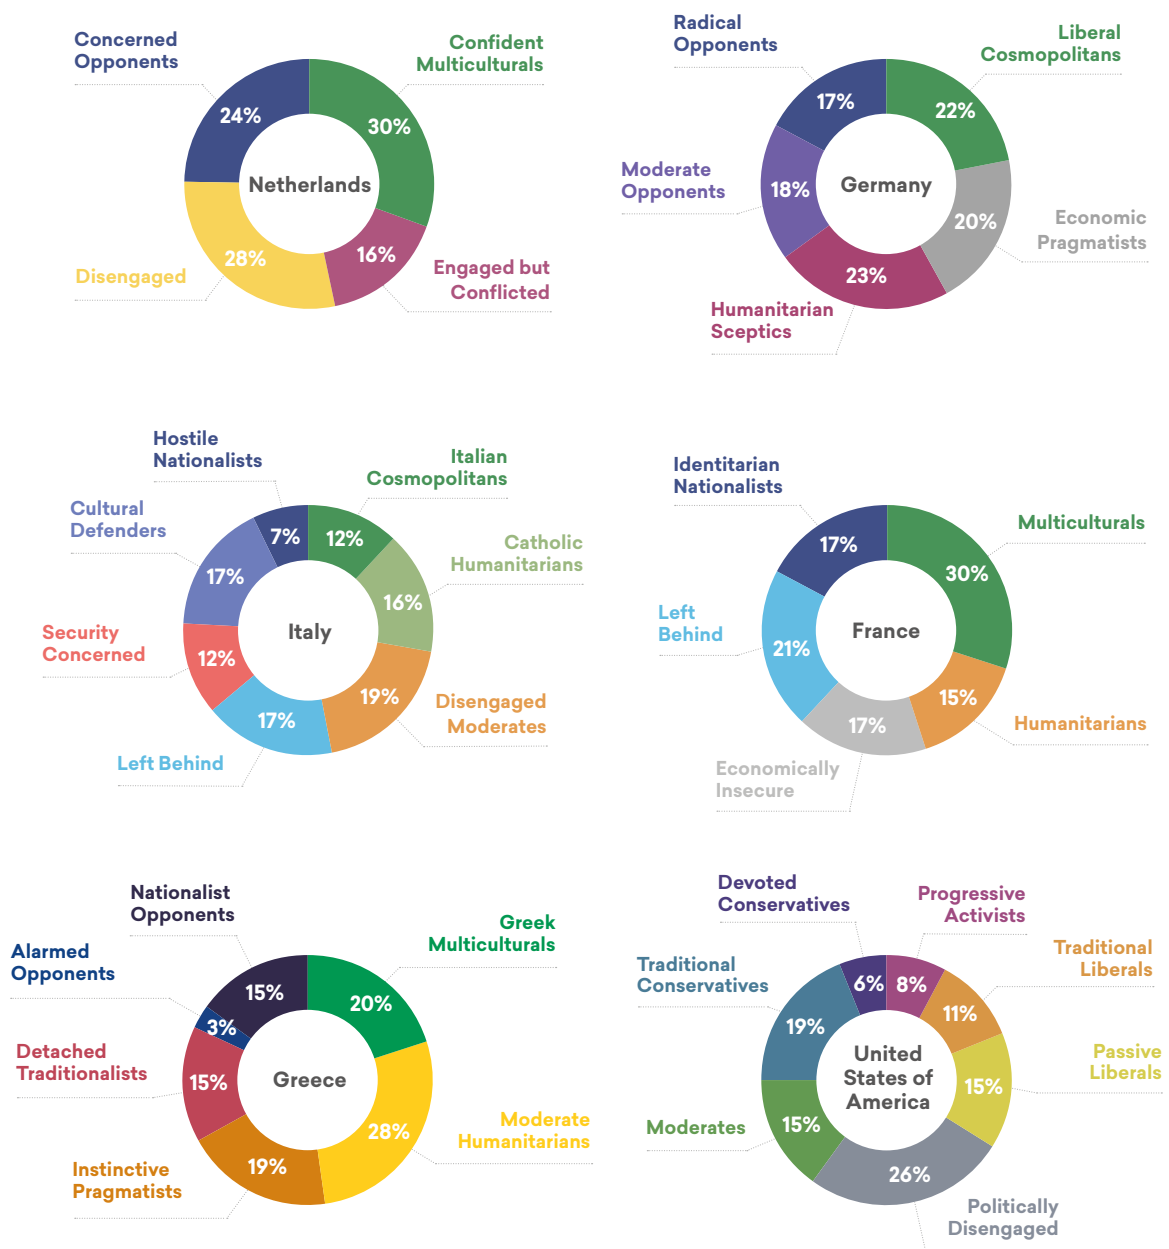 Concerned
Opponents
Confident
Multiculturals
24%
30%
Netherlands
28%
16%
Disengaged
Engaged but
Conflicted
Radical
Opponents
Liberal
Cosmopolitans
17%
22%
Moderate
Opponents
18%
Germany
20%
Economic
Pragmatists
23%
Humanitarian
Sceptics
Hostile
Nationalists
Italian
Cosmopolitans
Cultural
Defenders
7%
12%
Catholic
Humanitarians
17%
16%
Security
Concerned
Italy
12%
19%
17%
Disengaged
Moderates
Left Behind
Identitarian
Nationalists
Multiculturals
17%
30%
Left
Behind
France
21%
15%
17%
Humanitarians
Economically
Insecure
Nationalist
Opponents
Greek
Multiculturals
Alarmed
Opponents
15%
20%
3%
Detached
Traditionalists
15%
Greece
28%
Moderate
Humanitarians
19%
Instinctive
Pragmatists
Devoted
Conservatives
Progressive
Activists
Traditional
Conservatives
6%
8%
Traditional
Liberals
19%
11%
United
States of
America
Passive
Liberals
15%
Moderates
15%
26%
Politically
Disengaged